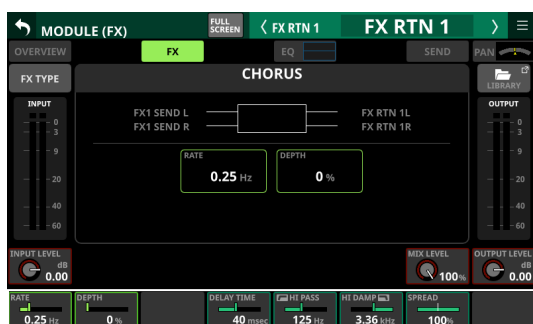 MODULE (FX)
FULL SCREEN
FX RTN 1
FX RTN 1
OVERVIEW
FX
EQ
SEND
PAN
FX TYPE
CHORUS
LIBRARY
INPUT
OUTPUT
0
3
9
20
40
60
FX1 SEND L
FX1 SEND R
FX RTN 1L
FX RTN 1R
RATE
0.25 Hz
DEPTH
0 %
0
3
9
20
40
60
INPUT LEVEL
dB
0.00
MIX LEVEL
100%
OUTPUT LEVEL
dB
0.00
RATE
0.25 Hz
DEPTH
0 %
DELAY TIME
40 msec
HI PASS
125 Hz
HI DAMP
3.36 kHz
SPREAD
100%